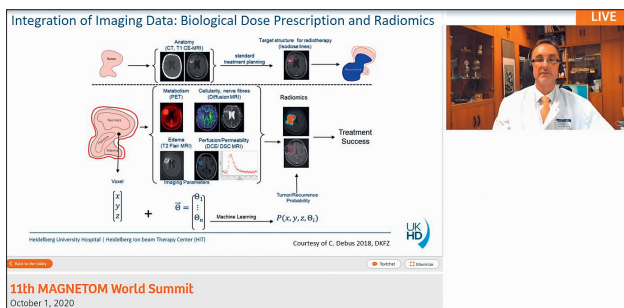 Integration of Imaging Data: Biological Dose Prescription and Radiomics
LIVE
Anatomy
(CT, T1 CE-MRI)
standard
treatment planning
Target structure for radiotherapy
(Isodose lines)
Tumor
Metabolism
(PET)
Cellularity, nerve fibres
(Diffusion MRI)
Radiomics
Edema
(T2 Flair MRI)
Perfusion/Permeability
(DCE/ DSC MRI)
Treatment
Success
Imaging Parameters
Voxel
Tumor/Recurrence
Probability
x
y
z
+
Θ = Θ1
⋮
Θn
Machine Learning
P(x, y, z, Θi)
Heidelberg University Hospital | Heidelberg Ion beam Therapy Center (HIT)
Courtesy of C. Debus 2018, DKFZ
UK
HD
Back to the lobby
Textchat
Maximize
11th MAGNETOM World Summit
October 1, 2020